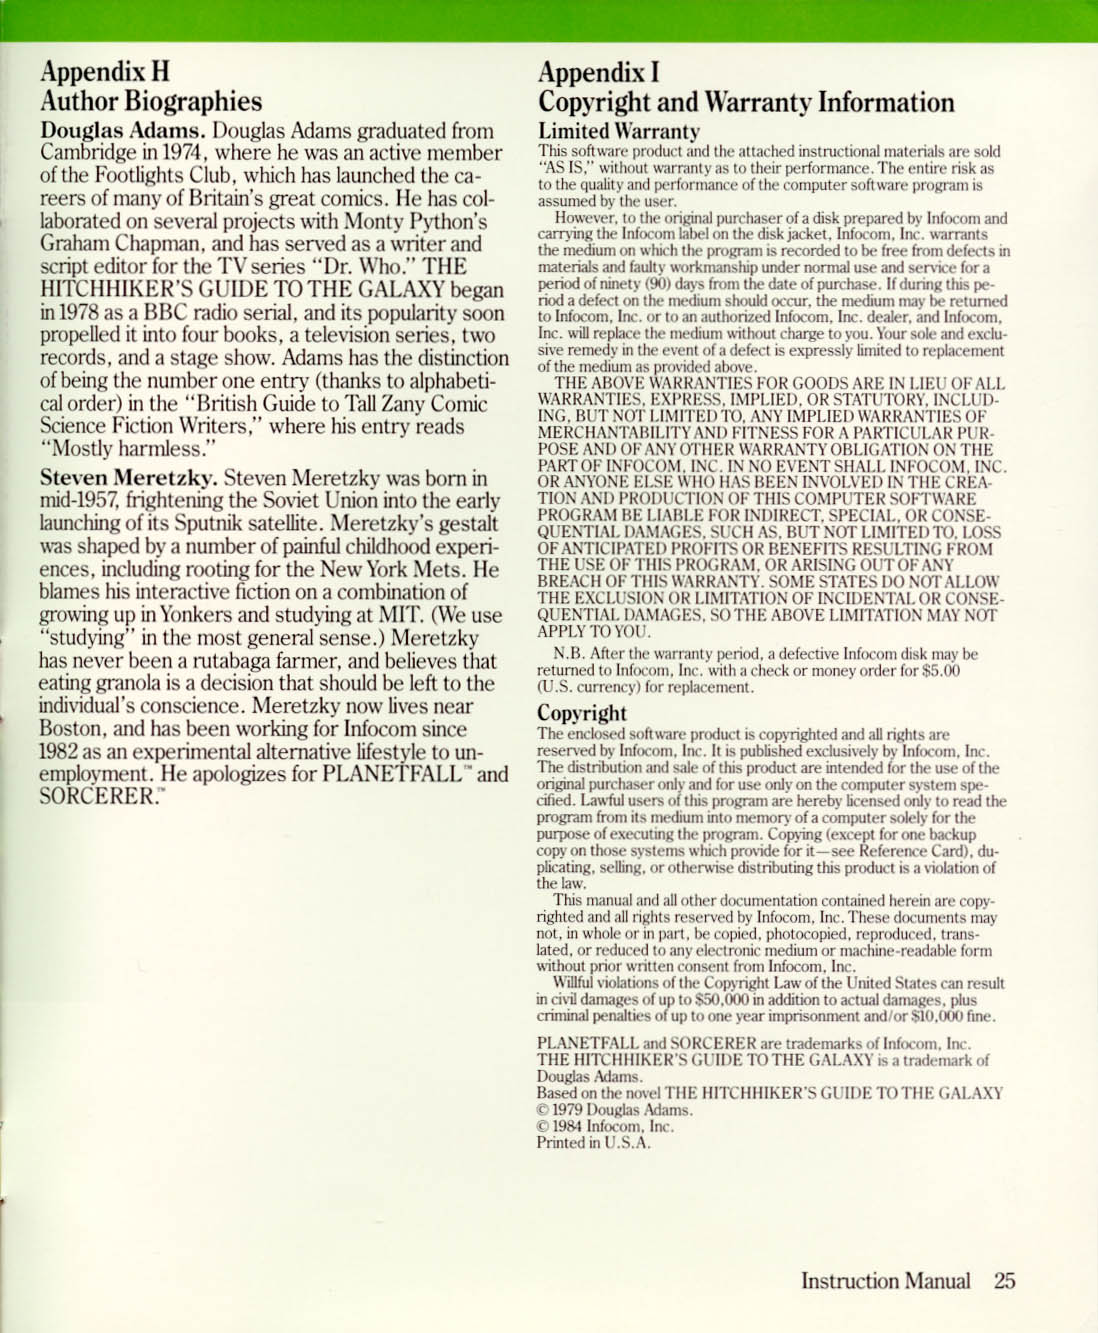 Appendix H
Author Biographies
Douglas Adams. Douglas Adams graduated from
Cambridge in 1974, where he was an active member
of the Footlights Club, which has launched the ca-
reers of many of Britain's great comics. He has col-
laborated on several projects with Monty Python's
Graham Chapman, and has served as a writer and
script editor for the TV series "Dr. Who." THE
HITCHHIKER'S GUIDE TO THE GALAXY began
in 1978 as a BBC radio serial, and its popularity soon
propelled it into four books, a television series, two
records, and a stage show. Adams has the distinction
of being the number one entry (thanks to alphabeti-
cal order) in the "British Guide to Tall Zany Comic
Science Fiction Writers," where his entry reads
"Mostly harmless."
Steven Meretzky. Steven Meretzky was born in
mid-1957, frightening the Soviet Union into the early
launching of its Sputnik satellite. Meretzky's gestalt
was shaped by a number of painful childhood experi-
ences, including rooting for the New York Mets. He
blames his interactive fiction on a combination of
growing up in Yonkers and studying at MIT. (We use
"studying" in the most general sense.) Meretzky
has never been a rutabaga farmer, and believes that
eating granola is a decision that should be left to the
individual's conscience. Meretzky now lives near
Boston, and has been working for Infocom since
1982 as an experimental alternative lifestyle to un-
employment. He apologizes for PLANETFALL™ and
SORCERER.™
Appendix I
Copyright and Warranty Information
Limited Warranty
This software product and the attached instructional materials are sold
"AS IS," without warranty as to their performance. The entire risk as
to the quality and performance of the computer software program is
assumed by the user.
However, to the original purchaser of a disk prepared by Infocom and
carrying the Infocom label on the disk jacket, Infocom, Inc. warrants
the medium on which the program is recorded to be free from defects in
materials and faulty workmanship under normal use and service for a
period of ninety (90) days from the date of purchase. If during this pe-
riod a defect on the medium should occur, the medium may be returned
to Infocom, Inc. or to an authorized Infocom, Inc. dealer, and Infocom,
Inc. will replace the medium without charge to you. Your sole and exclu-
sive remedy in the event of a defect is expressly limited to replacement
of the medium as provided above.
THE ABOVE WARRANTIES FOR GOODS ARE IN LIEU OF ALL
WARRANTIES, EXPRESS, IMPLIED, OR STATUTORY, INCLUD-
ING, BUT NOT LIMITED TO, ANY IMPLIED WARRANTIES OF
MERCHANTABILITY AND FITNESS FOR A PARTICULAR PUR-
POSE AND OF ANY OTHER WARRANTY OBLIGATION ON THE
PART OF INFOCOM, INC. IN NO EVENT SHALL INFOCOM, INC.
OR ANYONE ELSE WHO HAS BEEN INVOLVED IN THE CREA-
TION AND PRODUCTION OF THIS COMPUTER SOFTWARE
PROGRAM BE LIABLE FOR INDIRECT, SPECIAL, OR CONSE-
QUENTIAL DAMAGES, SUCH AS, BUT NOT LIMITED TO, LOSS
OF ANTICIPATED PROFITS OR BENEFITS RESULTING FROM
THE USE OF THIS PROGRAM, OR ARISING OUT OF ANY
BREACH OF THIS WARRANTY. SOME STATES DO NOT ALLOW
THE EXCLUSION OR LIMITATION OF INCIDENTAL OR CONSE-
QUENTIAL DAMAGES, SO THE ABOVE LIMITATION MAY NOT
APPLY TO YOU.
N.B. After the warranty period, a defective Infocom disk may be
returned to Infocom, Inc. with a check or money order for $5.00
(U.S. currency) for replacement.
Copyright
The enclosed software product is copyrighted and all rights are
reserved by Infocom, Inc. It is published exclusively by Infocom, Inc.
The distribution and sale of this product are intended for the use of the
original purchaser only and for use only on the computer system spe-
cified. Lawful users of this program are hereby licensed only to read the
program from its medium into memory of a computer solely for the
purpose of executing the program. Copying (except for one backup
copy on those systems which provide for it—see Reference Card), du-
plicating, selling, or otherwise distributing this product is a violation of
the law.
This manual and all other documentation contained herein are copy-
righted and all rights reserved by Infocom, Inc. These documents may
not, in whole or in part, be copied, photocopied, reproduced, trans-
lated, or reduced to any electronic medium or machine-readable form
without prior written consent from Infocom, Inc.
Willful violations of the Copyright Law of the United States can result
in civil damages of up to $50,000 in addition to actual damages, plus
criminal penalties of up to one year imprisonment and/or $10,000 fine.
PLANETFALL and SORCERER are trademarks of Infocom, Inc.
THE HITCHHIKER'S GUIDE TO THE GALAXY is a trademark of
Douglas Adams.
Based on the novel THE HITCHHIKER'S GUIDE TO THE GALAXY
© 1979 Douglas Adams.
© 1984 Infocom, Inc.
Printed in U.S.A.
Instruction Manual 25